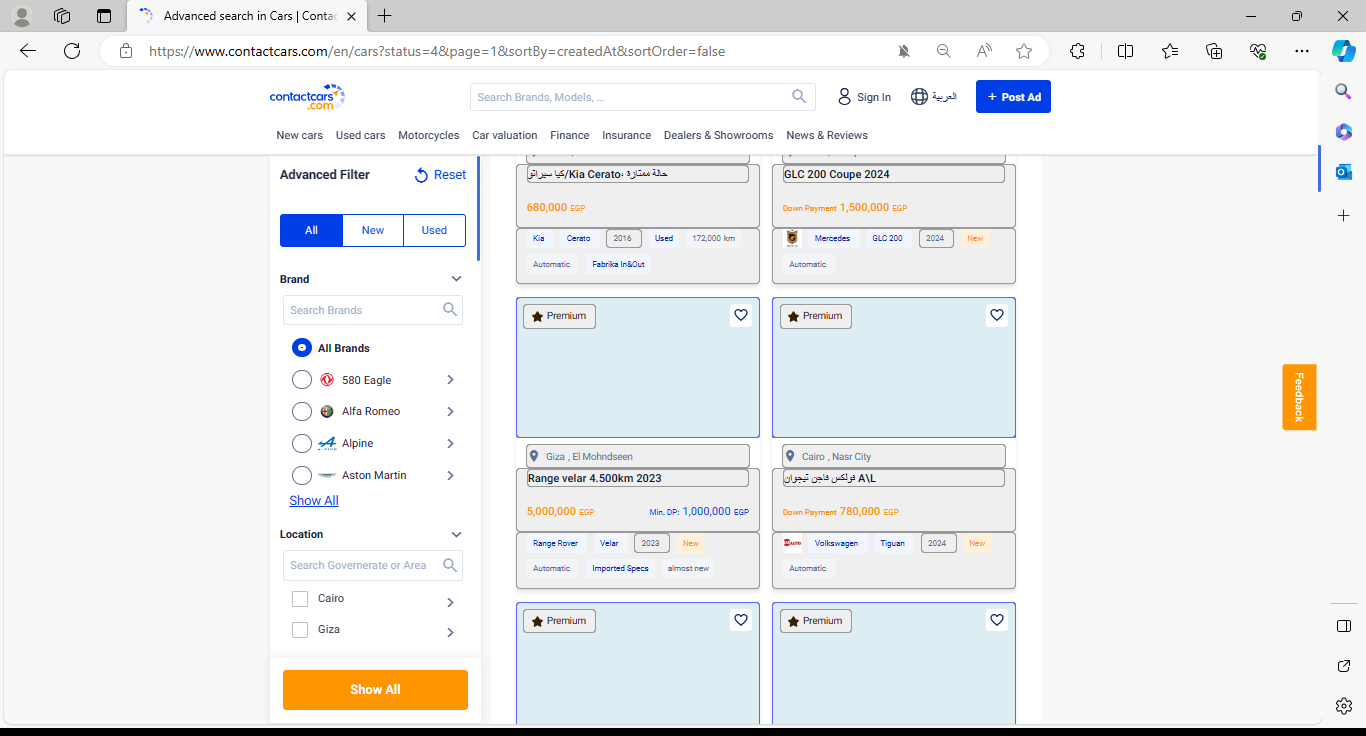 Advanced search in Cars | Contac
https://www.contactcars.com/en/cars?status=4&page=1&sortBy=createdAt&sortOrder=false
contactcars.com
Search Brands, Models, ...
Sign In
العربية
+ Post Ad
New cars
Used cars
Motorcycles
Car valuation
Finance
Insurance
Dealers & Showrooms
News & Reviews
Advanced Filter
Reset
All
New
Used
Brand
Search Brands
All Brands
580 Eagle
Alfa Romeo
Alpine
Aston Martin
Show All
Location
Search Governerate or Area
Cairo
Giza
Show All
كيا سيراتو/Kia Cerato، حالة ممتازة
680,000 EGP
Kia
Cerato
2016
Used
172,000 km
Automatic
Fabrika In&Out
GLC 200 Coupe 2024
Down Payment 1,500,000 EGP
Mercedes
GLC 200
2024
New
Automatic
Premium
Giza , El Mohndseen
Range velar 4.500km 2023
5,000,000 EGP
Min. DP: 1,000,000 EGP
Range Rover
Velar
2023
New
Automatic
Imported Specs
almost new
Premium
Cairo , Nasr City
فولكس فاجن تيجوان A\L
Down Payment 780,000 EGP
Volkswagen
Tiguan
2024
New
Automatic
Premium
Premium
Feedback